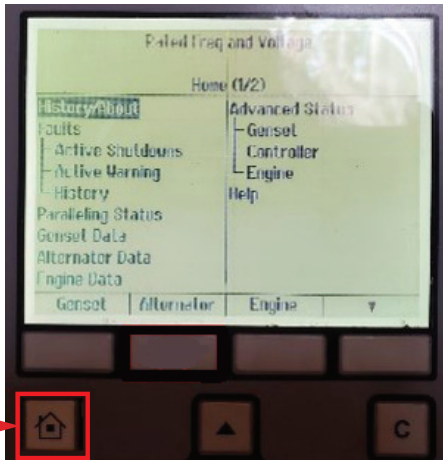 Rated Freq and Voltage
Home (1/2)
History/About
Faults
Active Shutdowns
Active Warning
History
Paralleling Status
Genset Data
Alternator Data
Engine Data
Advanced Status
Genset
Controller
Engine
Help
Genset Alternator Engine ▼
▲ C